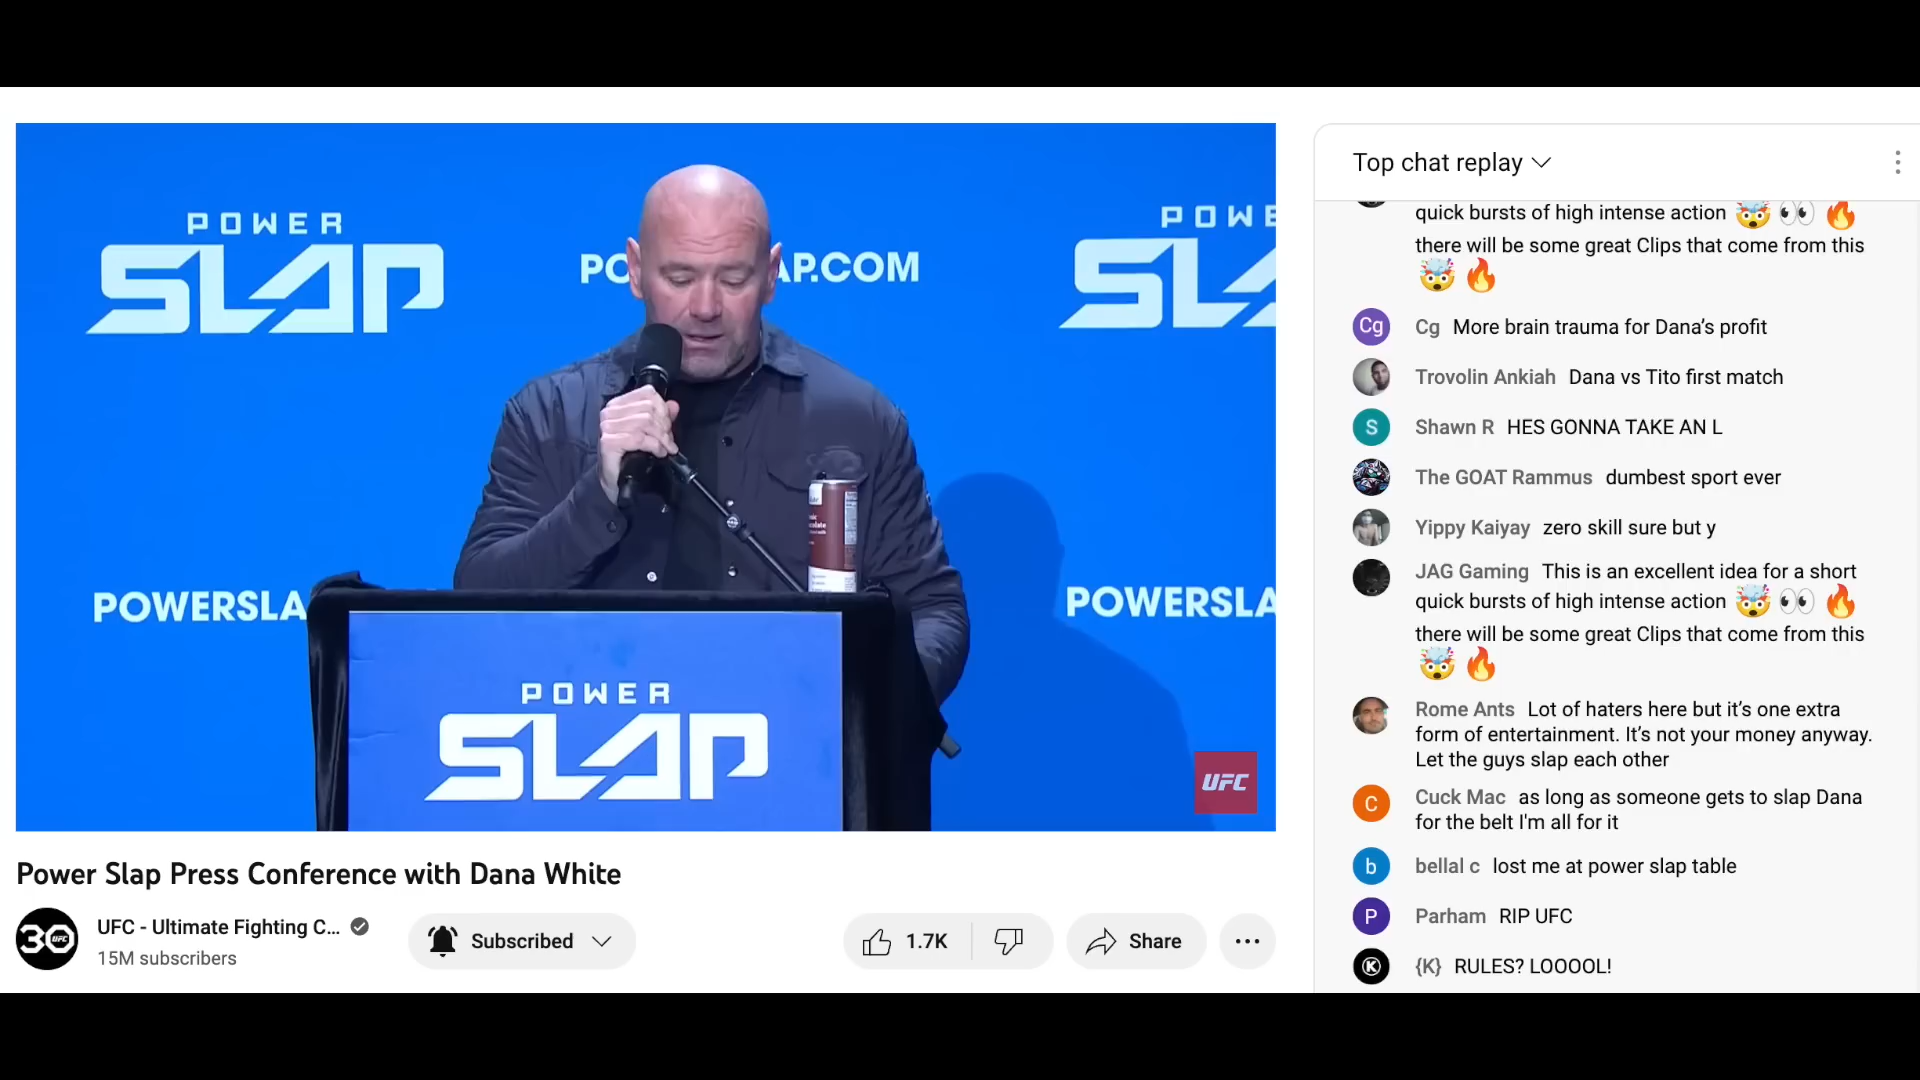 POWER
SLAP
POWERSLA
AP.COM
POWE
SLA
POWERSLA
POWER
SLAP
UFC
Power Slap Press Conference with Dana White
30
UFC
UFC - Ultimate Fighting C...
15M subscribers
Subscribed
1.7K
Share
Top chat replay
quick bursts of high intense action 🤯 👀 🔥
there will be some great Clips that come from this
🤯 🔥
Cg
Cg More brain trauma for Dana’s profit
Trovolin Ankiah Dana vs Tito first match
S
Shawn R HES GONNA TAKE AN L
The GOAT Rammus dumbest sport ever
Yippy Kaiyay zero skill sure but y
JAG Gaming This is an excellent idea for a short
quick bursts of high intense action 🤯 👀 🔥
there will be some great Clips that come from this
🤯 🔥
Rome Ants Lot of haters here but it’s one extra
form of entertainment. It’s not your money anyway.
Let the guys slap each other
C
Cuck Mac as long as someone gets to slap Dana
for the belt I'm all for it
b
bellal c lost me at power slap table
P
Parham RIP UFC
K
{K} RULES? LOOOOL!